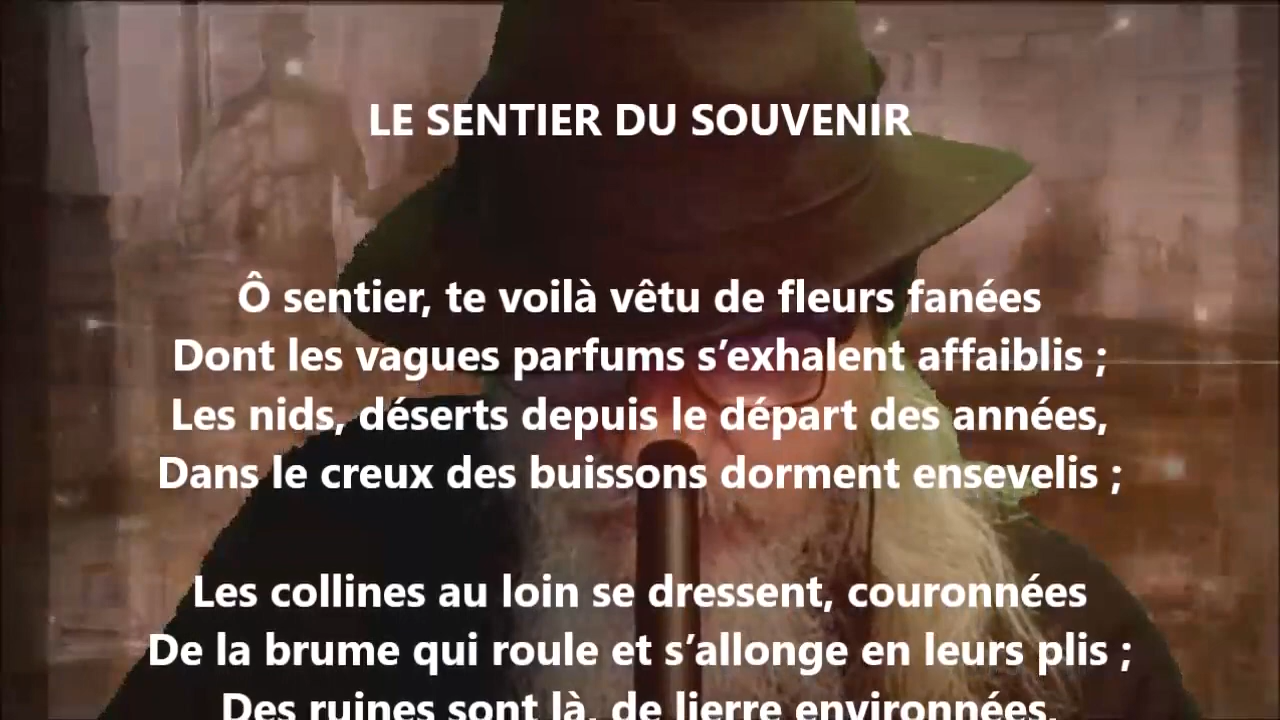 LE SENTIER DU SOUVENIR
Ô sentier, te voilà vêtu de fleurs fanées
Dont les vagues parfums s’exhalent affaiblis ;
Les nids, déserts depuis le départ des années,
Dans le creux des buissons dorment ensevelis ;
Les collines au loin se dressent, couronnées
De la brume qui roule et s’allonge en leurs plis ;
Des ruines sont là, de lierre environnées,